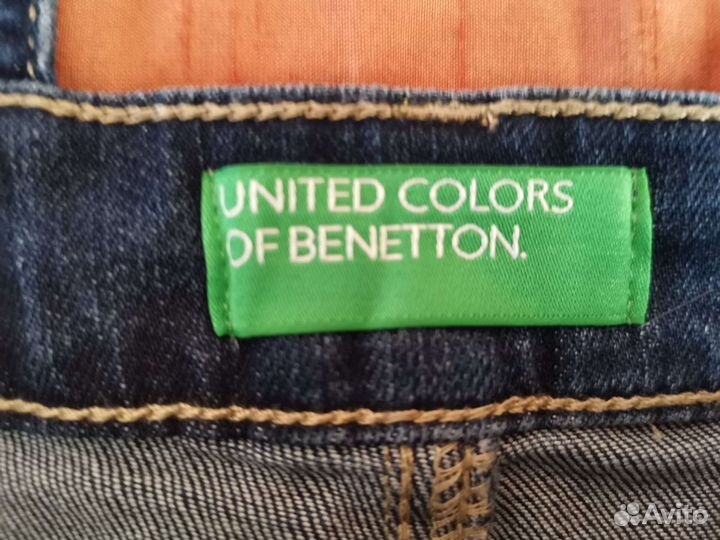 UNITED COLORS
OF BENETTON.
Avito